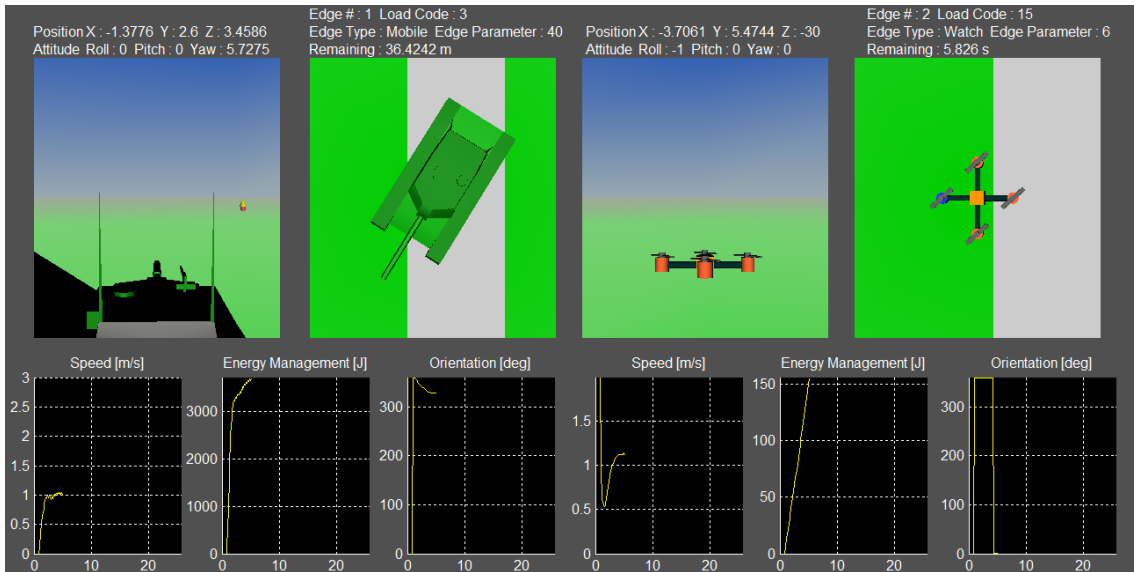 Position X : -1.3776 Y : 2.6 Z : 3.4586
Attitude Roll : 0 Pitch : 0 Yaw : 5.7275
Edge # : 1 Load Code : 3
Edge Type : Mobile Edge Parameter : 40
Remaining : 36.4242 m
Position X : -3.7061 Y : 5.4744 Z : -30
Attitude Roll : -1 Pitch : 0 Yaw : 0
Edge # : 2 Load Code : 15
Edge Type : Watch Edge Parameter : 6
Remaining : 5.826 s
Speed [m/s]
3
2.5
2
1.5
1
0.5
0
0 10 20
Energy Management [J]
3000
2000
1000
0
0 10 20
Orientation [deg]
300
200
100
0
0 10 20
Speed [m/s]
1.5
1
0.5
0
0 10 20
Energy Management [J]
150
100
50
0
0 10 20
Orientation [deg]
300
200
100
0
0 10 20